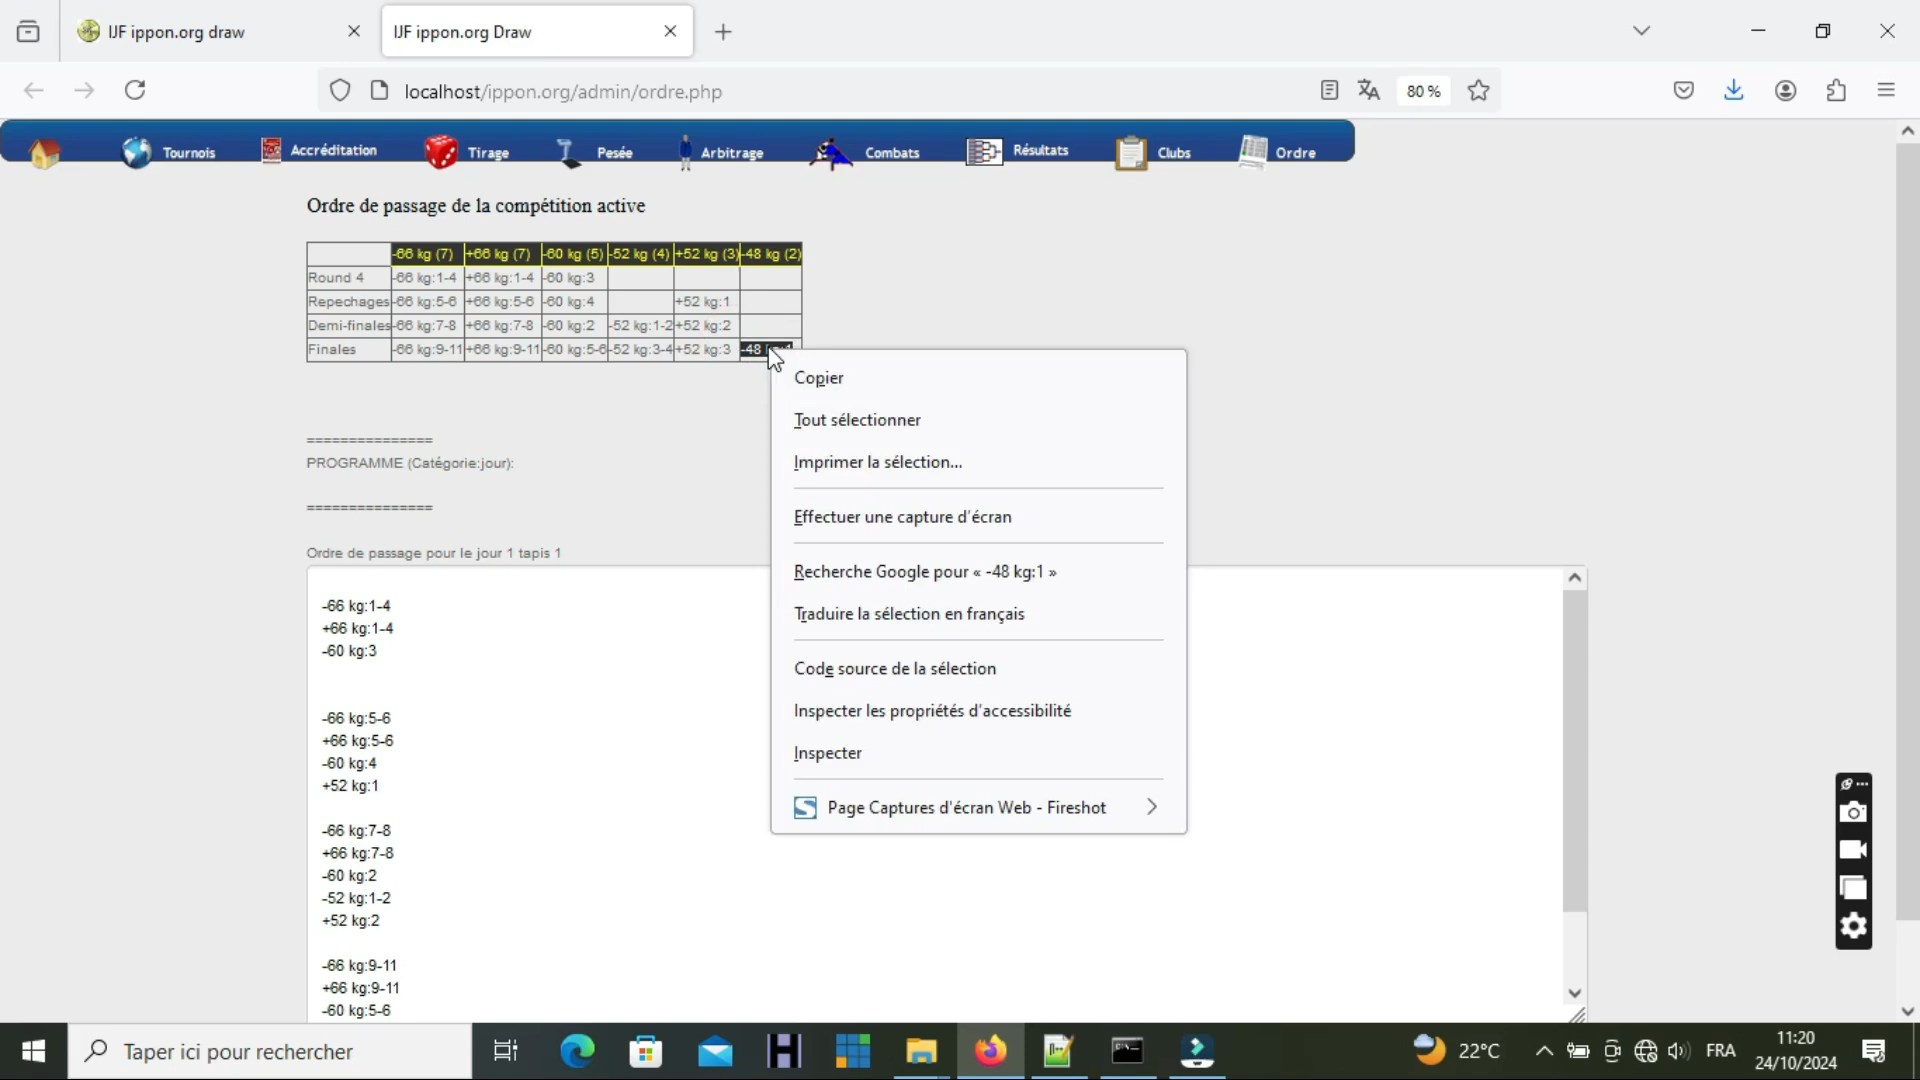 IJF ippon.org draw
IJF ippon.org Draw
localhost/ippon.org/admin/ordre.php
80 %
Tournois
Accréditation
Tirage
Pesée
Arbitrage
Combats
Résultats
Clubs
Ordre
Ordre de passage de la compétition active
-66 kg (7) +66 kg (7) -60 kg (5) -52 kg (4) +52 kg (3) -48 kg (2)
Round 4 -66 kg:1-4 +66 kg:1-4 -60 kg:3
Repechages -66 kg:5-6 +66 kg:5-6 -60 kg:4 +52 kg:1
Demi-finales -66 kg:7-8 +66 kg:7-8 -60 kg:2 -52 kg:1-2 +52 kg:2
Finales -66 kg:9-11 +66 kg:9-11 -60 kg:5-6 -52 kg:3-4 +52 kg:3 -48
Copier
Tout sélectionner
Imprimer la sélection...
Effectuer une capture d'écran
Recherche Google pour « -48 kg:1 »
Traduire la sélection en français
Code source de la sélection
Inspecter les propriétés d'accessibilité
Inspecter
Page Captures d'écran Web - Fireshot
===============
PROGRAMME (Catégorie:jour):
===============
Ordre de passage pour le jour 1 tapis 1
-66 kg:1-4
+66 kg:1-4
-60 kg:3
-66 kg:5-6
+66 kg:5-6
-60 kg:4
+52 kg:1
-66 kg:7-8
+66 kg:7-8
-60 kg:2
-52 kg:1-2
+52 kg:2
-66 kg:9-11
+66 kg:9-11
-60 kg:5-6
Taper ici pour rechercher
22°C
FRA
11:20
24/10/2024